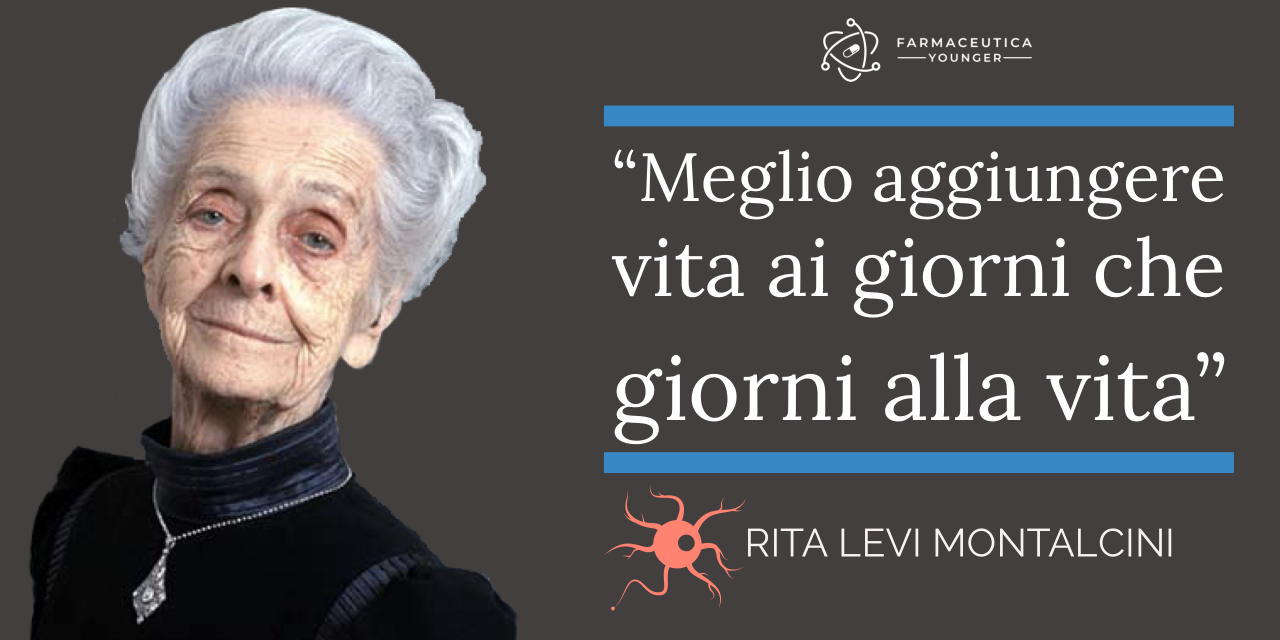 FARMACEUTICA
YOUNGER
“Meglio aggiungere
vita ai giorni che
giorni alla vita”
RITA LEVI MONTALCINI